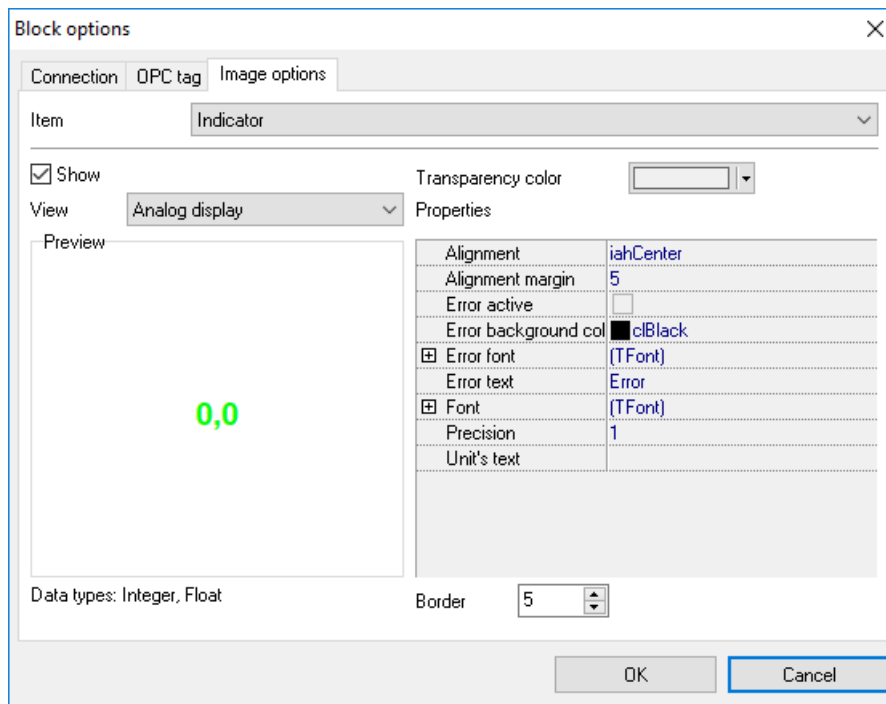 Block options
Connection OPC tag Image options
Item Indicator
Show
Transparency color
View Analog display
Properties
Preview
0,0
Alignment iahCenter
Alignment margin 5
Error active
Error background col clBlack
Error font (TFont)
Error text Error
Font (TFont)
Precision 1
Unit's text
Data types: Integer, Float
Border 5
OK Cancel